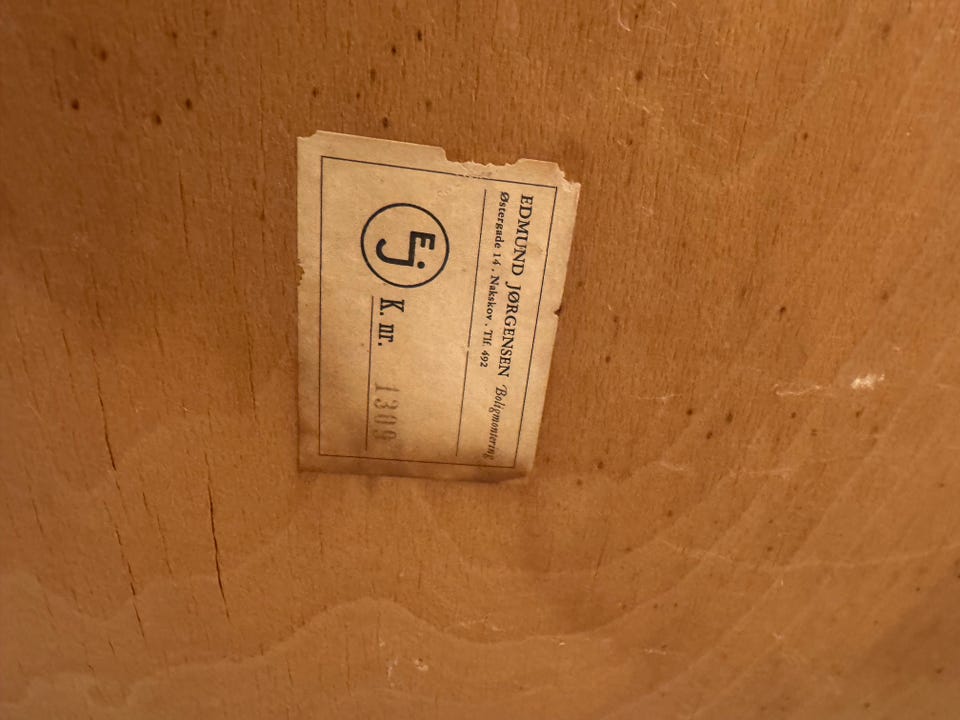 EDMUND JØRGENSEN Boligmontering
Østergade 14 . Nakskov . Tlf. 492
EJ
K. nr. 1309